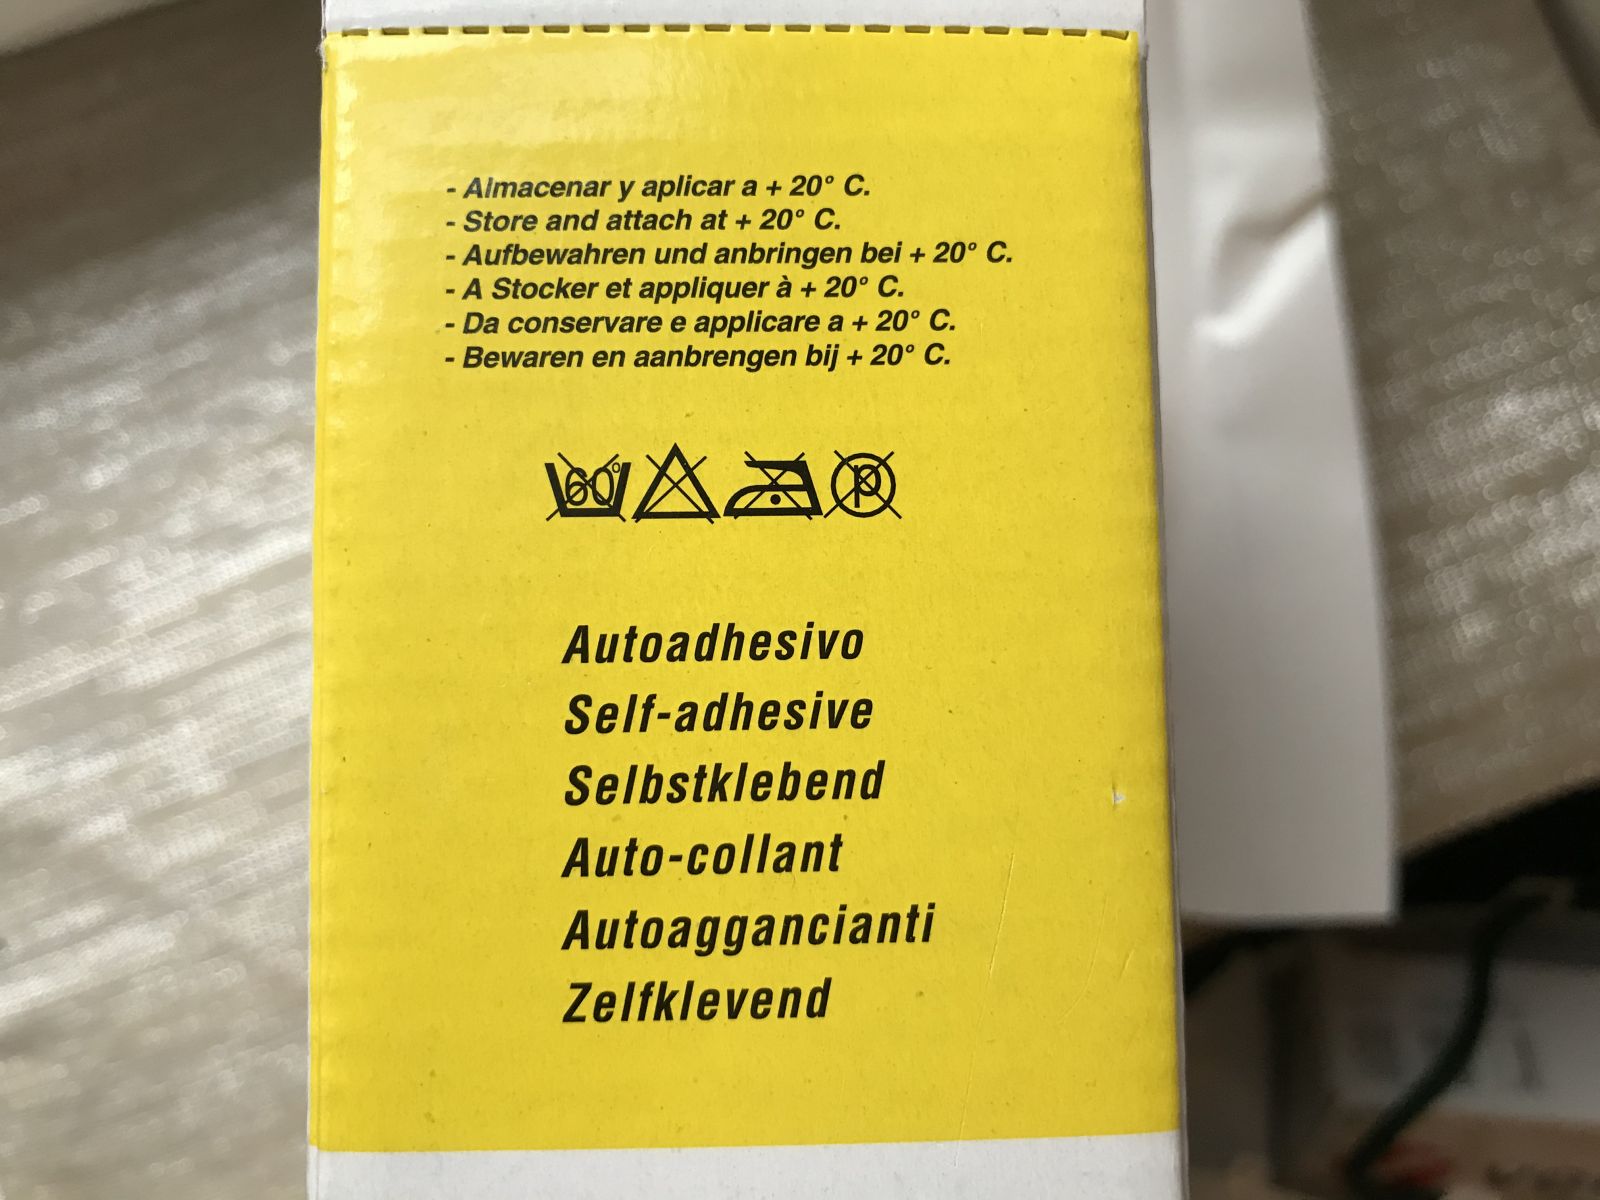 - Almacenar y aplicar a + 20° C.
- Store and attach at + 20° C.
- Aufbewahren und anbringen bei + 20° C.
- A Stocker et appliquer à + 20° C.
- Da conservare e applicare a + 20° C.
- Bewaren en aanbrengen bij + 20° C.
60° P
Autoadhesivo
Self-adhesive
Selbstklebend
Auto-collant
Autoaggancianti
Zelfklevend